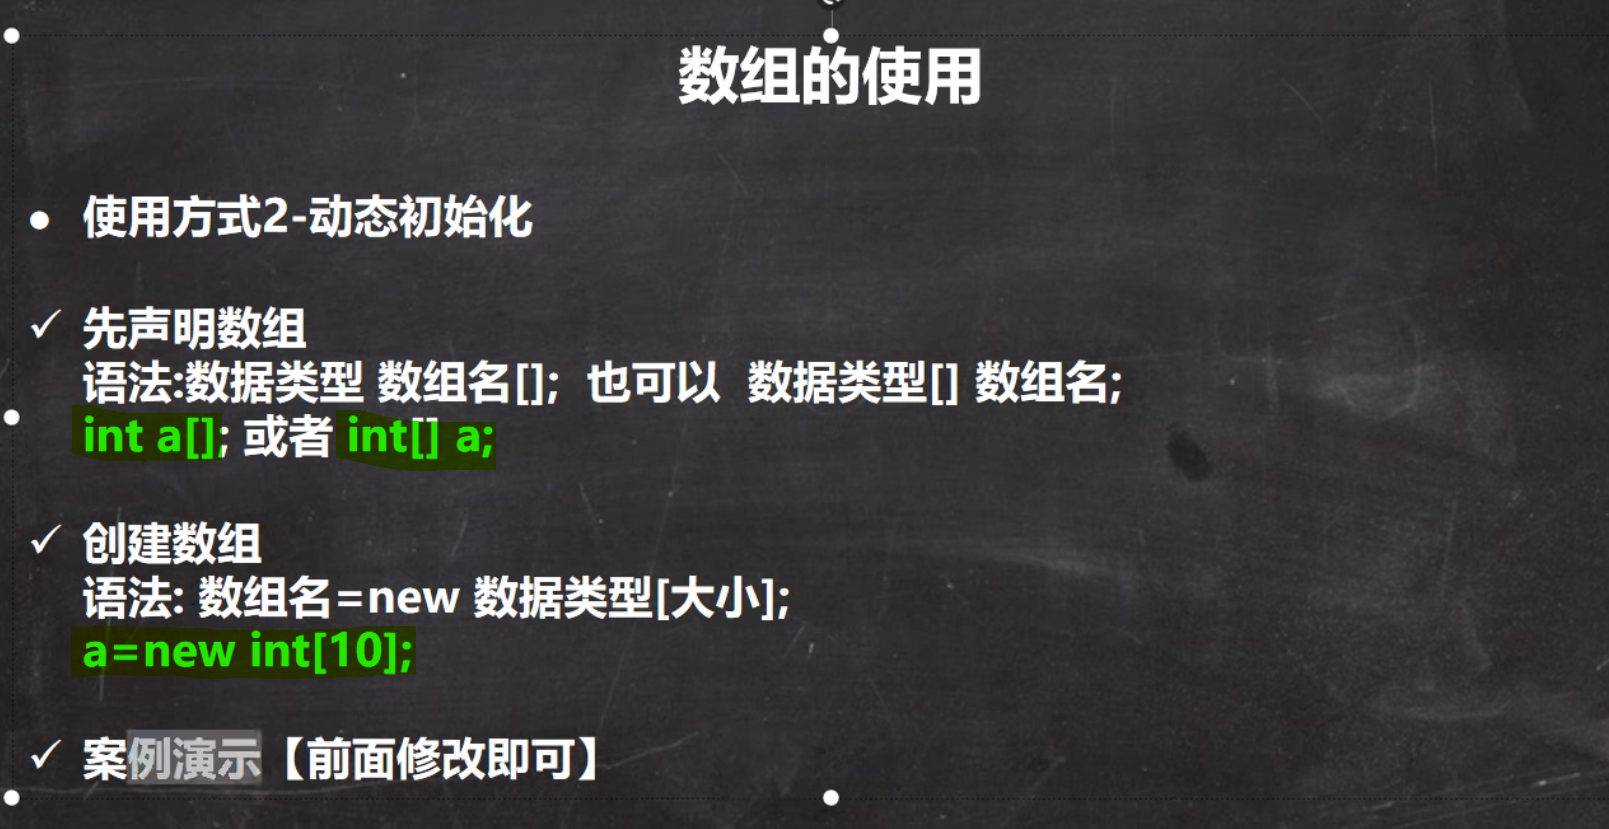 数组的使用
使用方式2-动态初始化
先声明数组
语法:数据类型 数组名[]; 也可以 数据类型[] 数组名;
int a[]; 或者 int[] a;
创建数组
语法: 数组名=new 数据类型[大小];
a=new int[10];
案例演示【前面修改即可】